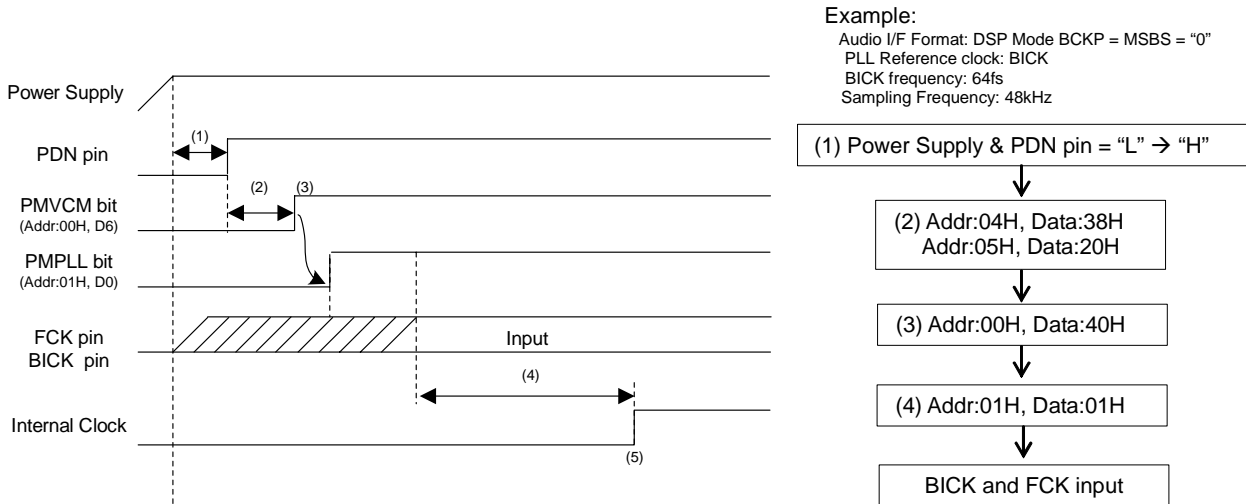 Example:
Audio I/F Format: DSP Mode BCKP = MSBS = “0”
PLL Reference clock: BICK
BICK frequency: 64fs
Sampling Frequency: 48kHz
Power Supply
(1)
PDN pin
(2)
(3)
PMVCM bit
(Addr:00H, D6)
PMPLL bit
(Addr:01H, D0)
FCK pin
BICK pin
Input
(4)
Internal Clock
(5)
(1) Power Supply & PDN pin = “L” → “H”
(2) Addr:04H, Data:38H
Addr:05H, Data:20H
(3) Addr:00H, Data:40H
(4) Addr:01H, Data:01H
BICK and FCK input